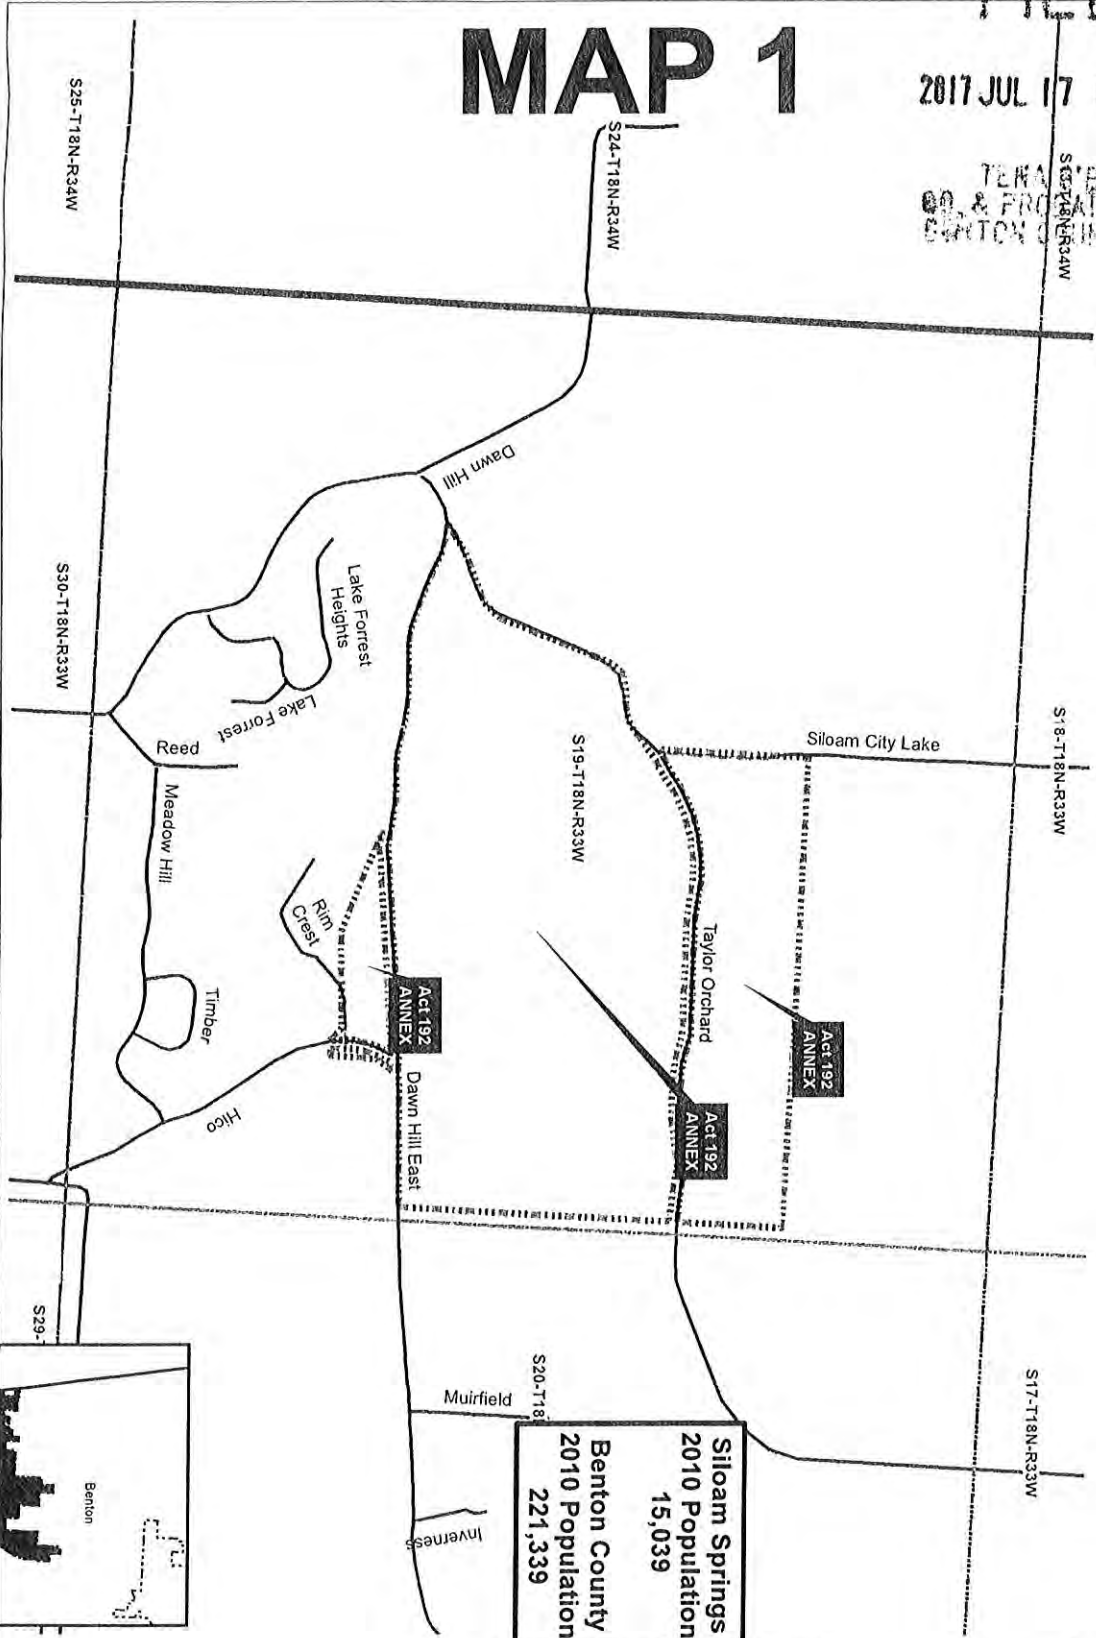 MAP 1
2017 JUL 17
S13-T18N-R34W
S24-T18N-R34W
S25-T18N-R34W
Dawn Hill
Lake Forrest
Heights
Lake Forrest
S30-T18N-R33W
Reed
Meadow Hill
Siloam City Lake
S18-T18N-R33W
S19-T18N-R33W
Taylor Orchard
Rim
Crest
Timber
Hico
Act 192
ANNEX
Act 192
ANNEX
Act 192
ANNEX
Dawn Hill East
S17-T18N-R33W
S20-T18
S29-
Muirfield
Inverness
Siloam Springs
2010 Population
15,039
Benton County
2010 Population
221,339
Benton